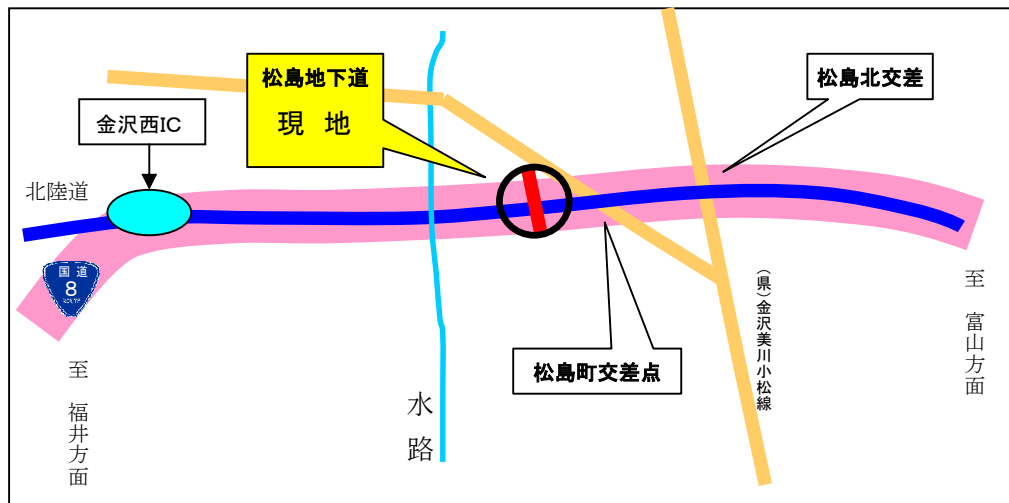 松島地下道
現 地
松島北交差
金沢西IC
北陸道
国道
8
ROUTE
松島町交差点
(県)金沢美川小松線
水路
至 福井方面
至 富山方面